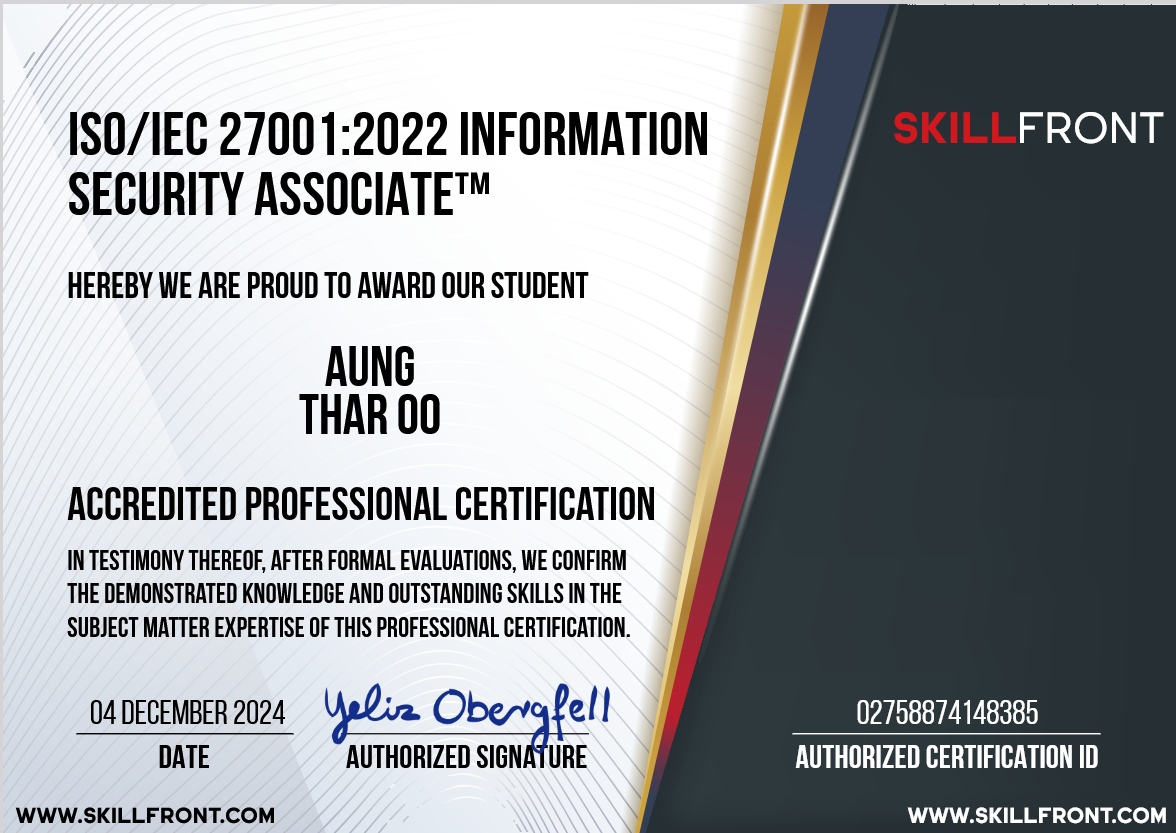 ISO/IEC 27001:2022 INFORMATION
SECURITY ASSOCIATE™
SKILLFRONT
HEREBY WE ARE PROUD TO AWARD OUR STUDENT
AUNG
THAR OO
ACCREDITED PROFESSIONAL CERTIFICATION
IN TESTIMONY THEREOF, AFTER FORMAL EVALUATIONS, WE CONFIRM
THE DEMONSTRATED KNOWLEDGE AND OUTSTANDING SKILLS IN THE
SUBJECT MATTER EXPERTISE OF THIS PROFESSIONAL CERTIFICATION.
04 DECEMBER 2024
DATE
Yeliz Obergfell
AUTHORIZED SIGNATURE
02758874148385
AUTHORIZED CERTIFICATION ID
WWW.SKILLFRONT.COM
WWW.SKILLFRONT.COM